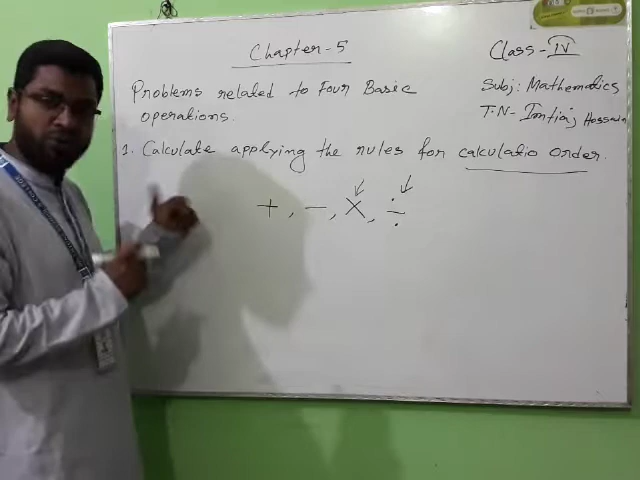 Chapter-5
Class-IV
Subj: Mathematics
T.N- Imtiaj Hossain
Problems related to Four Basic
operations.
1. Calculate applying the rules for calculatio order.
+, −, ×, ÷